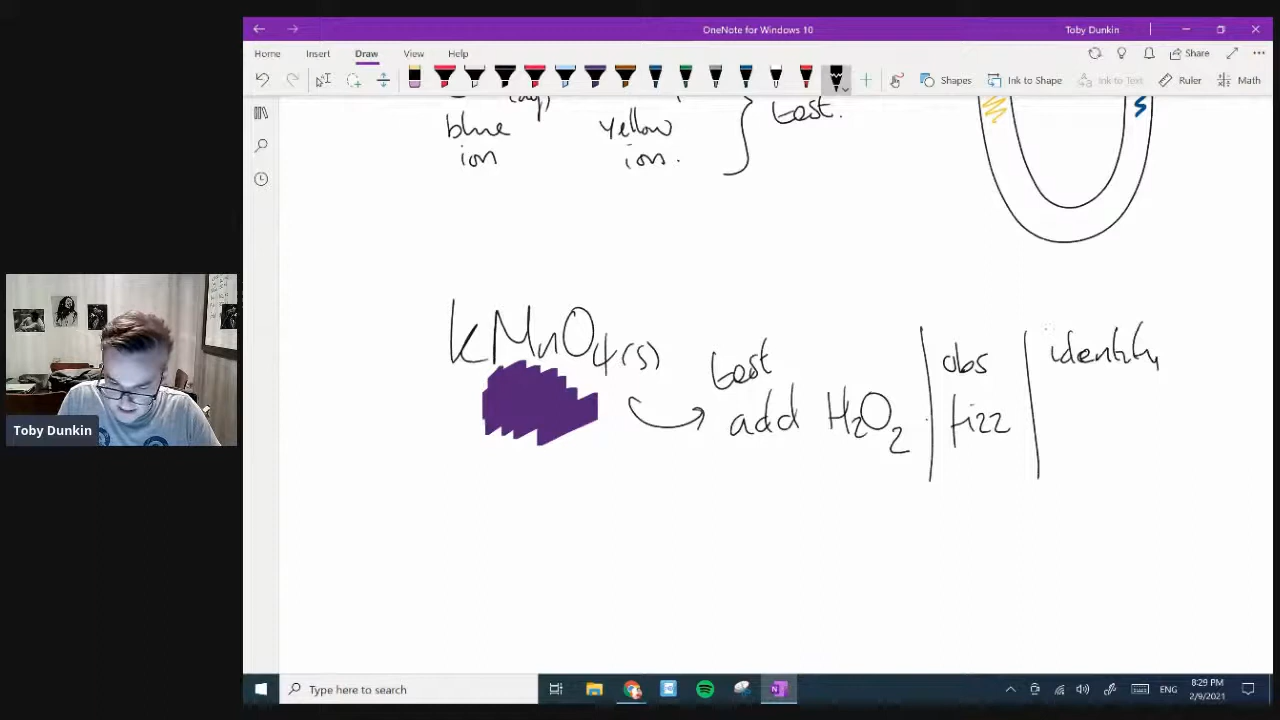 OneNote for Windows 10
Toby Dunkin
Home Insert Draw View Help
Share
Shapes
Ink to Shape
Ink to Text
Ruler
Math
(aq)
blue
ion
yellow
ion.
test.
KMnO4(s)
test
add H2O2
obs
fizz
identity
Toby Dunkin
Type here to search
ENG
8:29 PM
2/9/2021